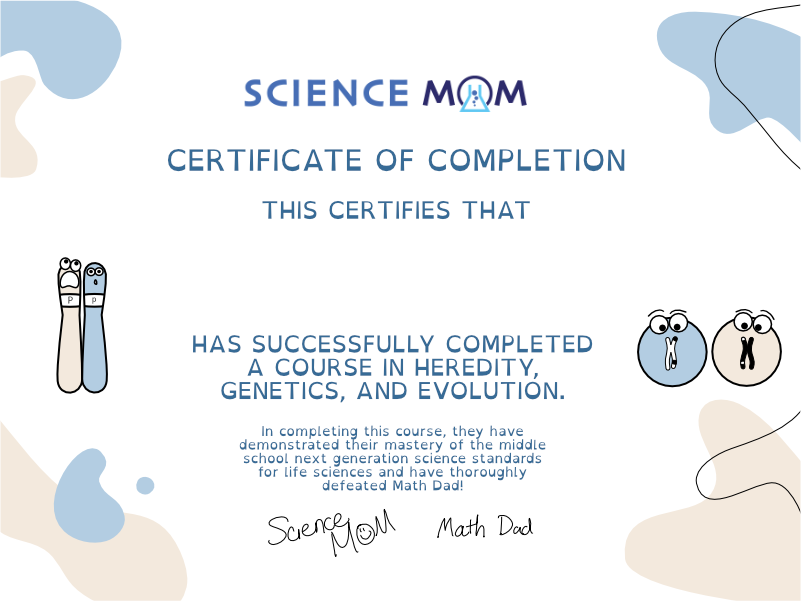 SCIENCE MOM
CERTIFICATE OF COMPLETION
THIS CERTIFIES THAT
P p
HAS SUCCESSFULLY COMPLETED
A COURSE IN HEREDITY,
GENETICS, AND EVOLUTION.
In completing this course, they have
demonstrated their mastery of the middle
school next generation science standards
for life sciences and have thoroughly
defeated Math Dad!
Science MOM Math Dad